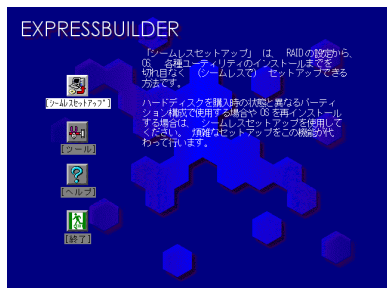 EXPRESSBUILDER
「シームレスセットアップ」 は、 RAIDの設定から、
OS、 各種ユーティリティのインストールまでを
切れ目なく (シームレスで) セットアップできる
方法です。
ハードディスクを購入時の状態と異なるパーティ
ション構成で使用する場合や OS を再インストール
する場合は、 シームレスセットアップを使用して
ください。 煩雑なセットアップをこの機能が代
わって行います。
[シームレスセットアップ]
[ツール]
[ヘルプ]
[終了]